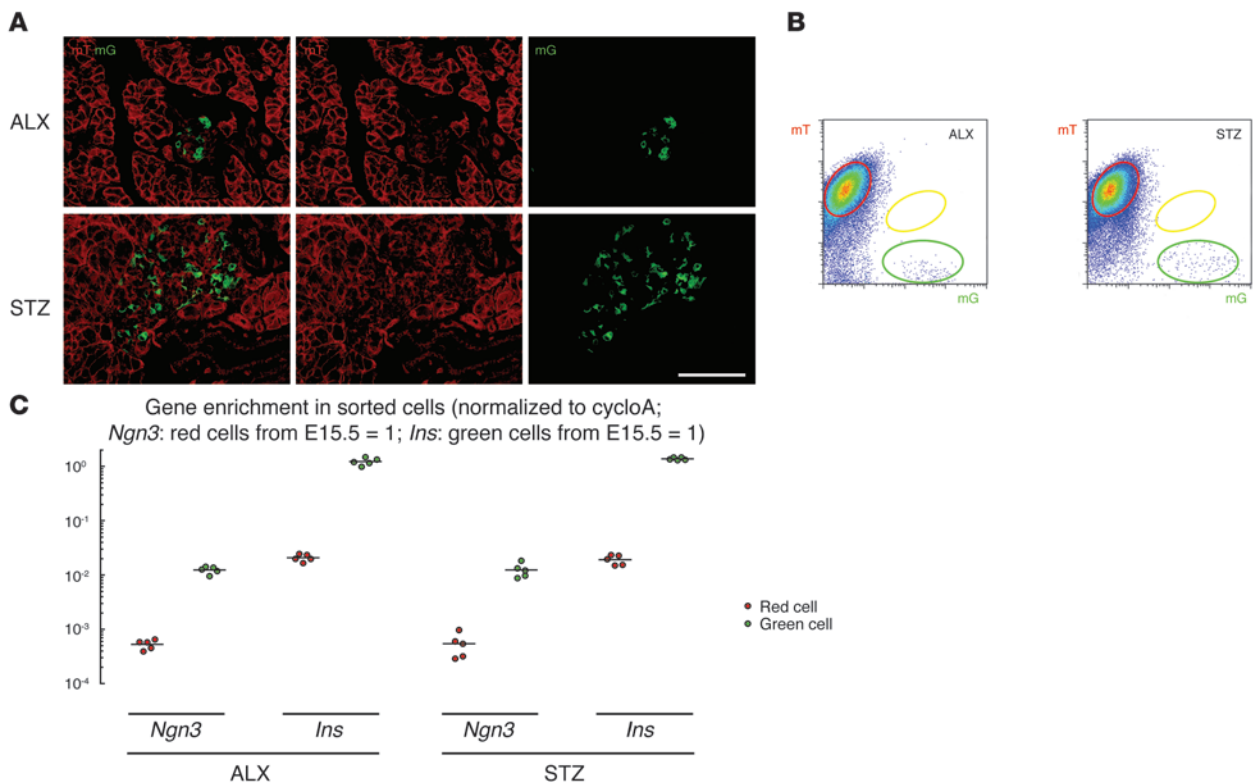 A
mT mG
mT
mG
ALX
STZ
B
mT
ALX
mG
mT
STZ
mG
C
Gene enrichment in sorted cells (normalized to cycloA;
Ngn3: red cells from E15.5 = 1; Ins: green cells from E15.5 = 1)
10⁰
10⁻¹
10⁻²
10⁻³
10⁻⁴
Red cell
Green cell
Ngn3
Ins
Ngn3
Ins
ALX
STZ